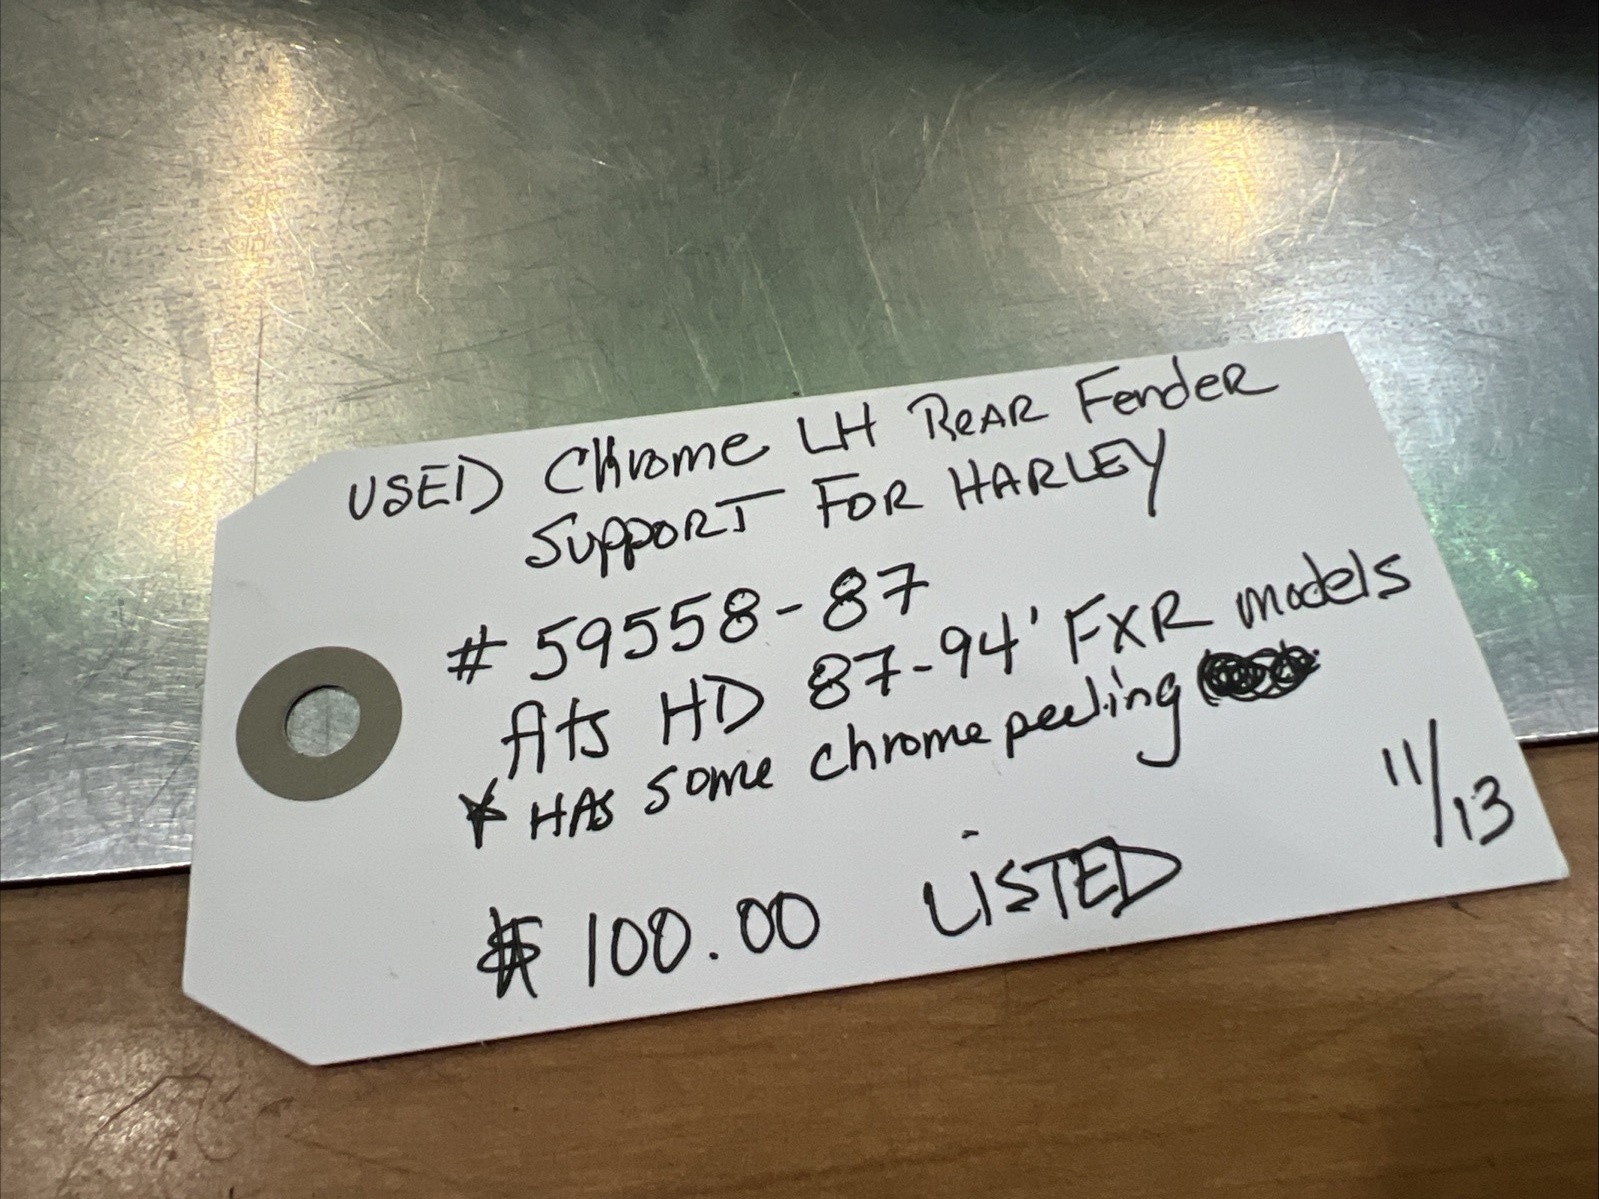 USED Chrome LH Rear Fender
Support For HARLEY
# 59558-87
fits HD 87-94' FXR models
* HAS some chrome peeling
11/13
$ 100.00 LiSTED